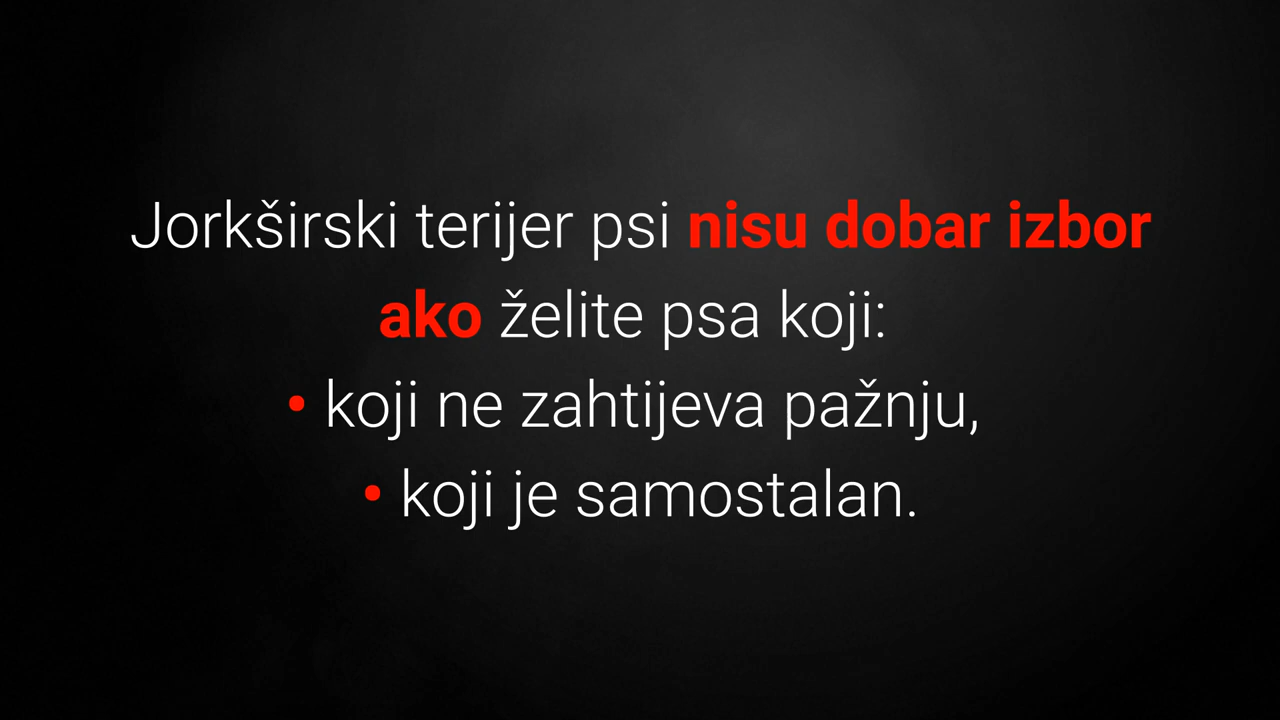 Jorkširski terijer psi nisu dobar izbor
ako želite psa koji:
• koji ne zahtijeva pažnju,
• koji je samostalan.